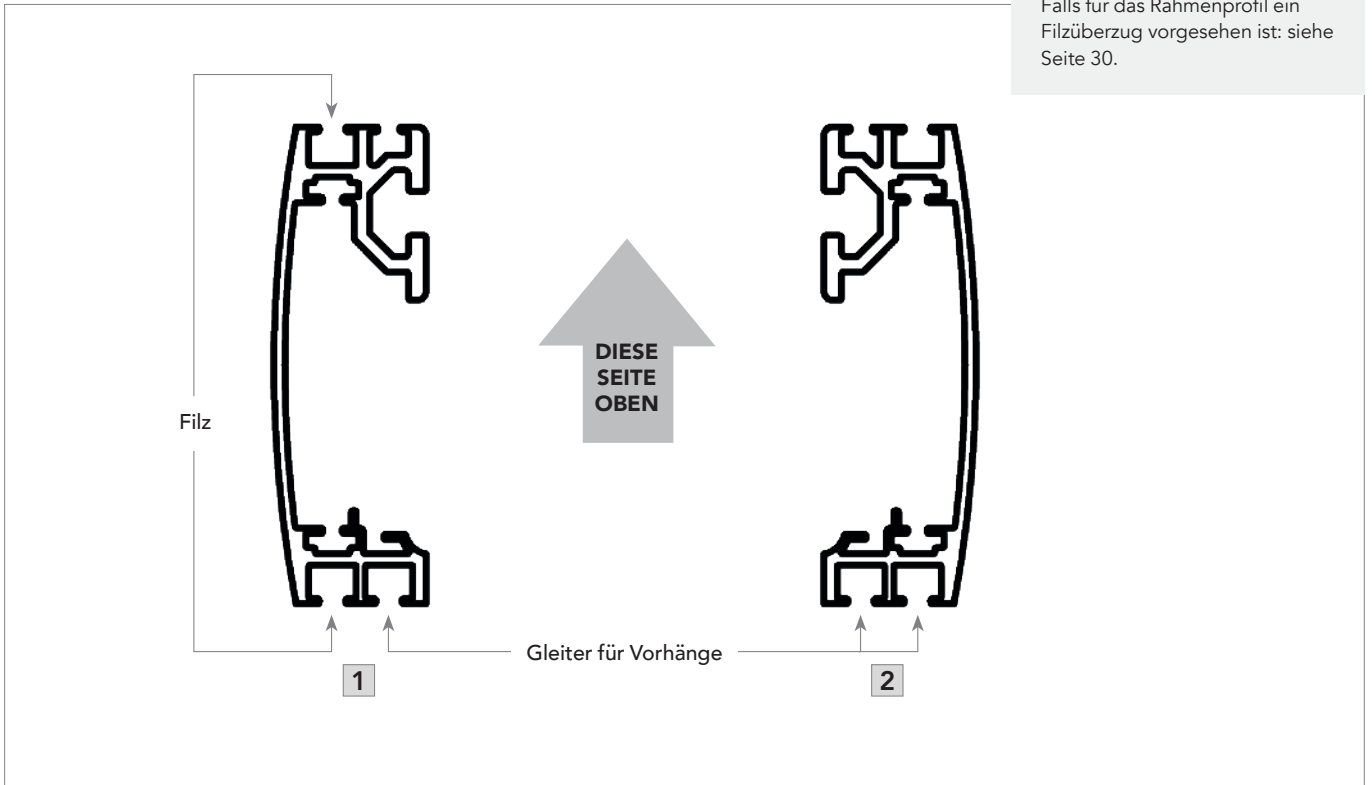 Falls für das Rahmenprofil ein
Filzüberzug vorgesehen ist: siehe
Seite 30.
DIESE
SEITE
OBEN
Filz
Gleiter für Vorhänge
1
2